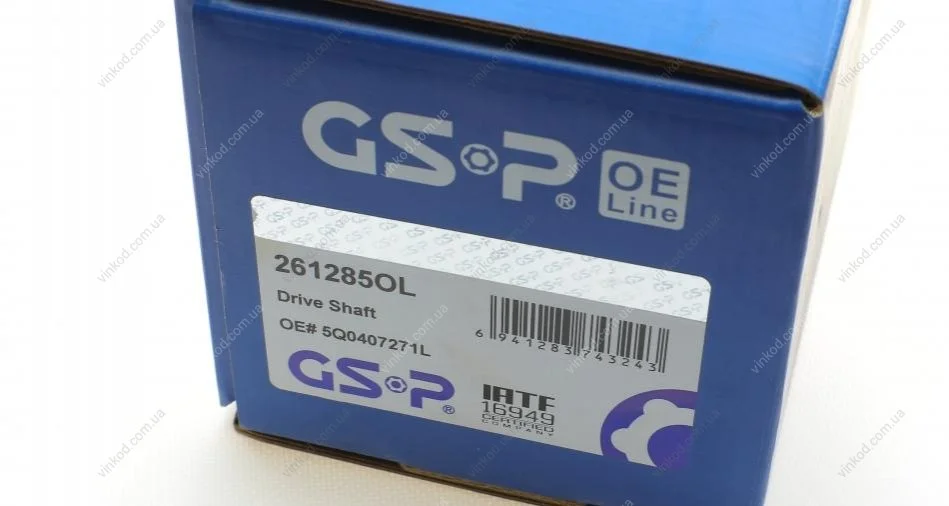 GSP®
OE
Line
261285OL
Drive Shaft
OE# 5Q0407271L
6 941283 743243
GSP®
IATF
16949
CERTIFIED
COMPANY
vinkod.com.ua